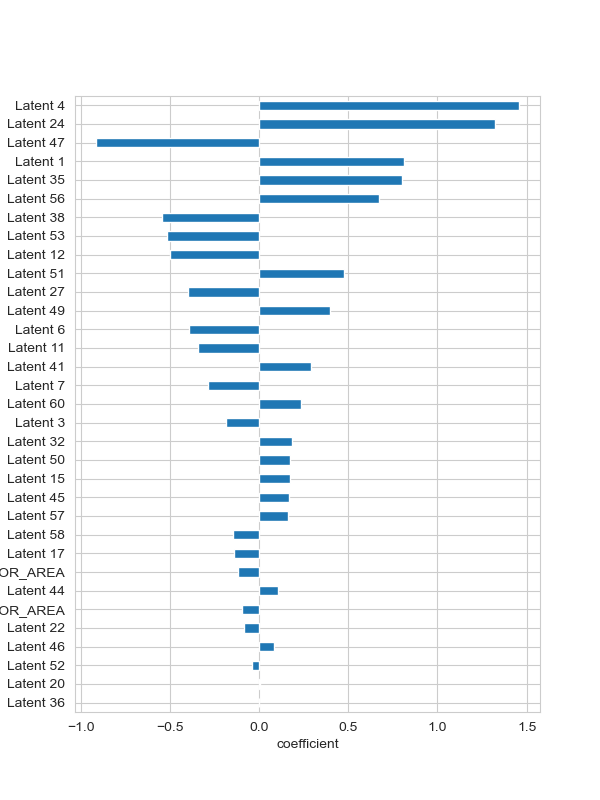 Latent 4
Latent 24
Latent 47
Latent 1
Latent 35
Latent 56
Latent 38
Latent 53
Latent 12
Latent 51
Latent 27
Latent 49
Latent 6
Latent 11
Latent 41
Latent 7
Latent 60
Latent 3
Latent 32
Latent 50
Latent 15
Latent 45
Latent 57
Latent 58
Latent 17
OR_AREA
Latent 44
OR_AREA
Latent 22
Latent 46
Latent 52
Latent 20
Latent 36
−1.0 −0.5 0.0 0.5 1.0 1.5
coefficient